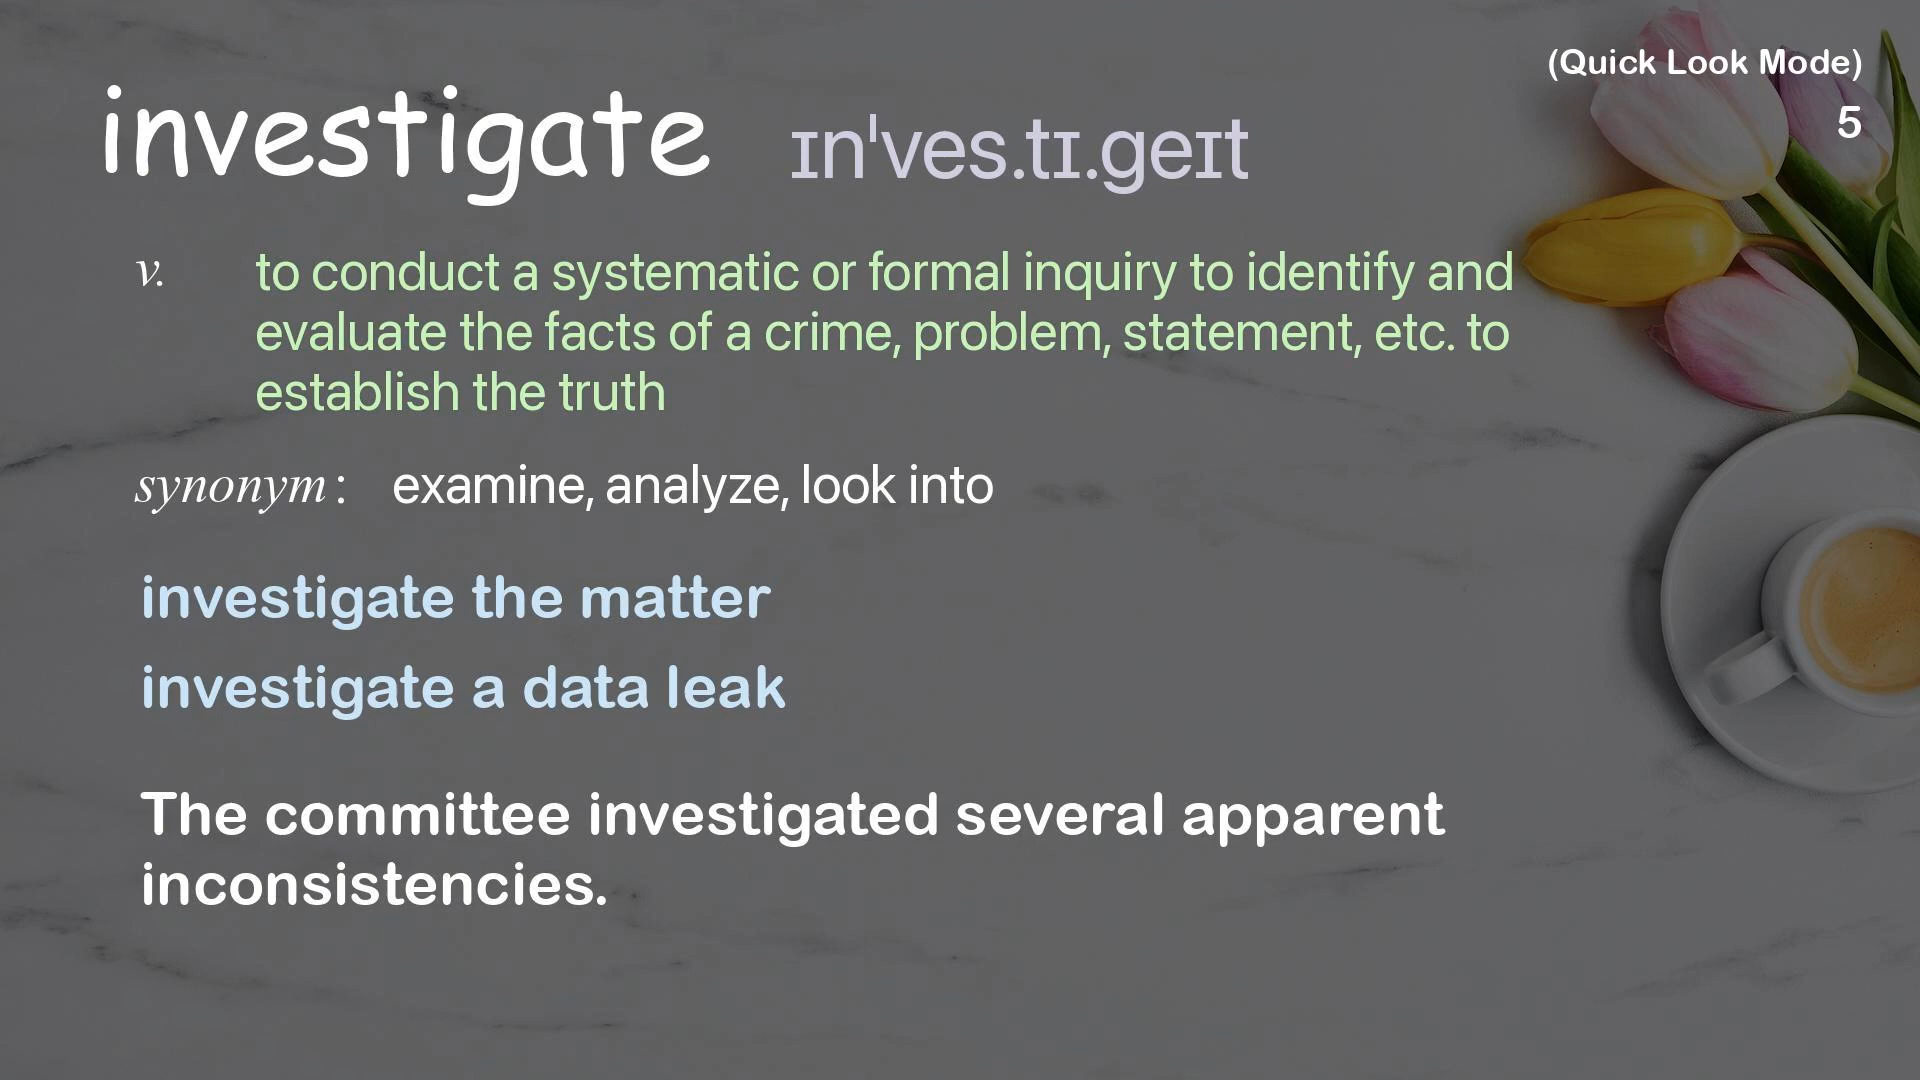 (Quick Look Mode)
5
investigate ɪnˈves.tɪ.geɪt
v. to conduct a systematic or formal inquiry to identify and
evaluate the facts of a crime, problem, statement, etc. to
establish the truth
synonym : examine, analyze, look into
investigate the matter
investigate a data leak
The committee investigated several apparent
inconsistencies.